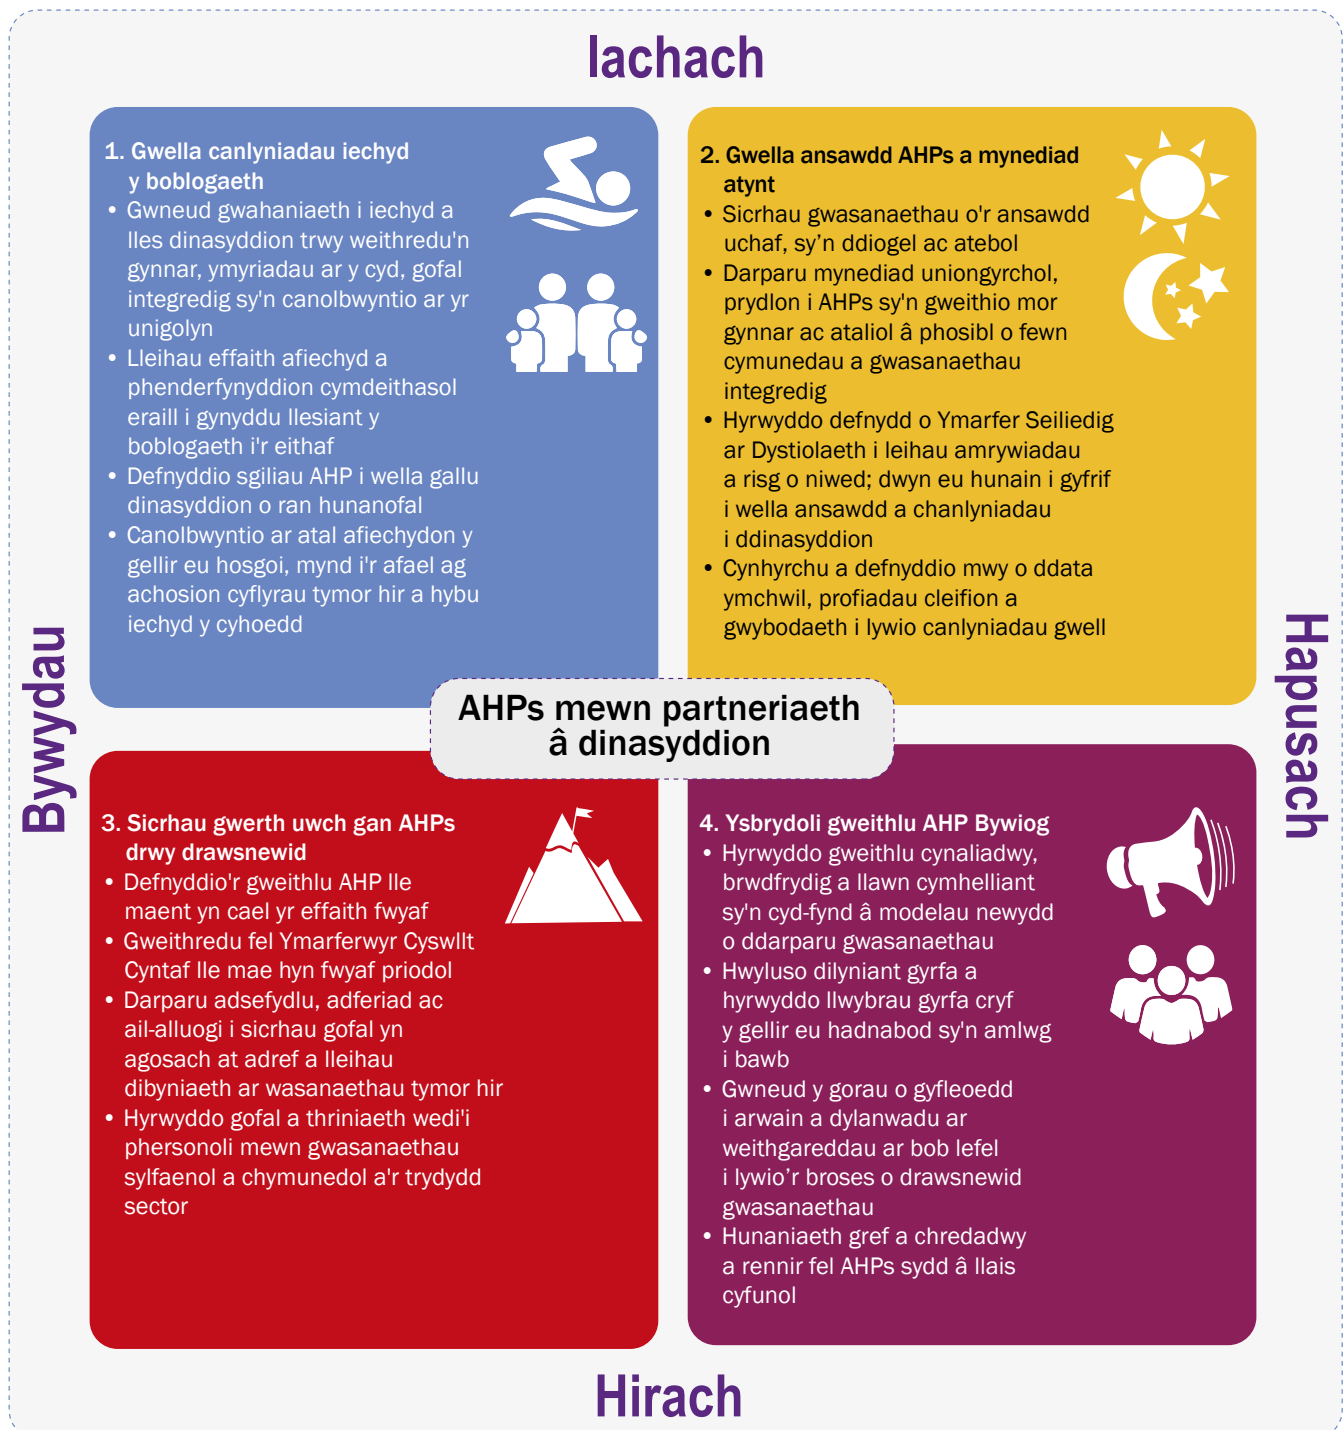 Iachach
1. Gwella canlyniadau iechyd
y boblogaeth
• Gwneud gwahaniaeth i iechyd a
lles dinasyddion trwy weithredu'n
gynnar, ymyriadau ar y cyd, gofal
integredig sy'n canolbwyntio ar yr
unigolyn
• Lleihau effaith afiechyd a
phenderfynyddion cymdeithasol
eraill i gynyddu llesiant y
boblogaeth i'r eithaf
• Defnyddio sgiliau AHP i wella gallu
dinasyddion o ran hunanofal
• Canolbwyntio ar atal afiechydon y
gellir eu hosgoi, mynd i'r afael ag
achosion cyflyrau tymor hir a hybu
iechyd y cyhoedd
2. Gwella ansawdd AHPs a mynediad
atynt
• Sicrhau gwasanaethau o'r ansawdd
uchaf, sy’n ddiogel ac atebol
• Darparu mynediad uniongyrchol,
prydlon i AHPs sy'n gweithio mor
gynnar ac ataliol â phosibl o fewn
cymunedau a gwasanaethau
integredig
• Hyrwyddo defnydd o Ymarfer Seiliedig
ar Dystiolaeth i leihau amrywiadau
a risg o niwed; dwyn eu hunain i gyfrif
i wella ansawdd a chanlyniadau
i ddinasyddion
• Cynhyrchu a defnyddio mwy o ddata
ymchwil, profiadau cleifion a
gwybodaeth i lywio canlyniadau gwell
Bywydau
Hapusach
AHPs mewn partneriaeth
â dinasyddion
3. Sicrhau gwerth uwch gan AHPs
drwy drawsnewid
• Defnyddio'r gweithlu AHP lle
maent yn cael yr effaith fwyaf
• Gweithredu fel Ymarferwyr Cyswllt
Cyntaf lle mae hyn fwyaf priodol
• Darparu adsefydlu, adferiad ac
ail-alluogi i sicrhau gofal yn
agosach at adref a lleihau
dibyniaeth ar wasanaethau tymor hir
• Hyrwyddo gofal a thriniaeth wedi'i
phersonoli mewn gwasanaethau
sylfaenol a chymunedol a'r trydydd
sector
4. Ysbrydoli gweithlu AHP Bywiog
• Hyrwyddo gweithlu cynaliadwy,
brwdfrydig a llawn cymhelliant
sy'n cyd-fynd â modelau newydd
o ddarparu gwasanaethau
• Hwyluso dilyniant gyrfa a
hyrwyddo llwybrau gyrfa cryf
y gellir eu hadnabod sy'n amlwg
i bawb
• Gwneud y gorau o gyfleoedd
i arwain a dylanwadu ar
weithgareddau ar bob lefel
i lywio’r broses o drawsnewid
gwasanaethau
• Hunaniaeth gref a chredadwy
a rennir fel AHPs sydd â llais
cyfunol
Hirach